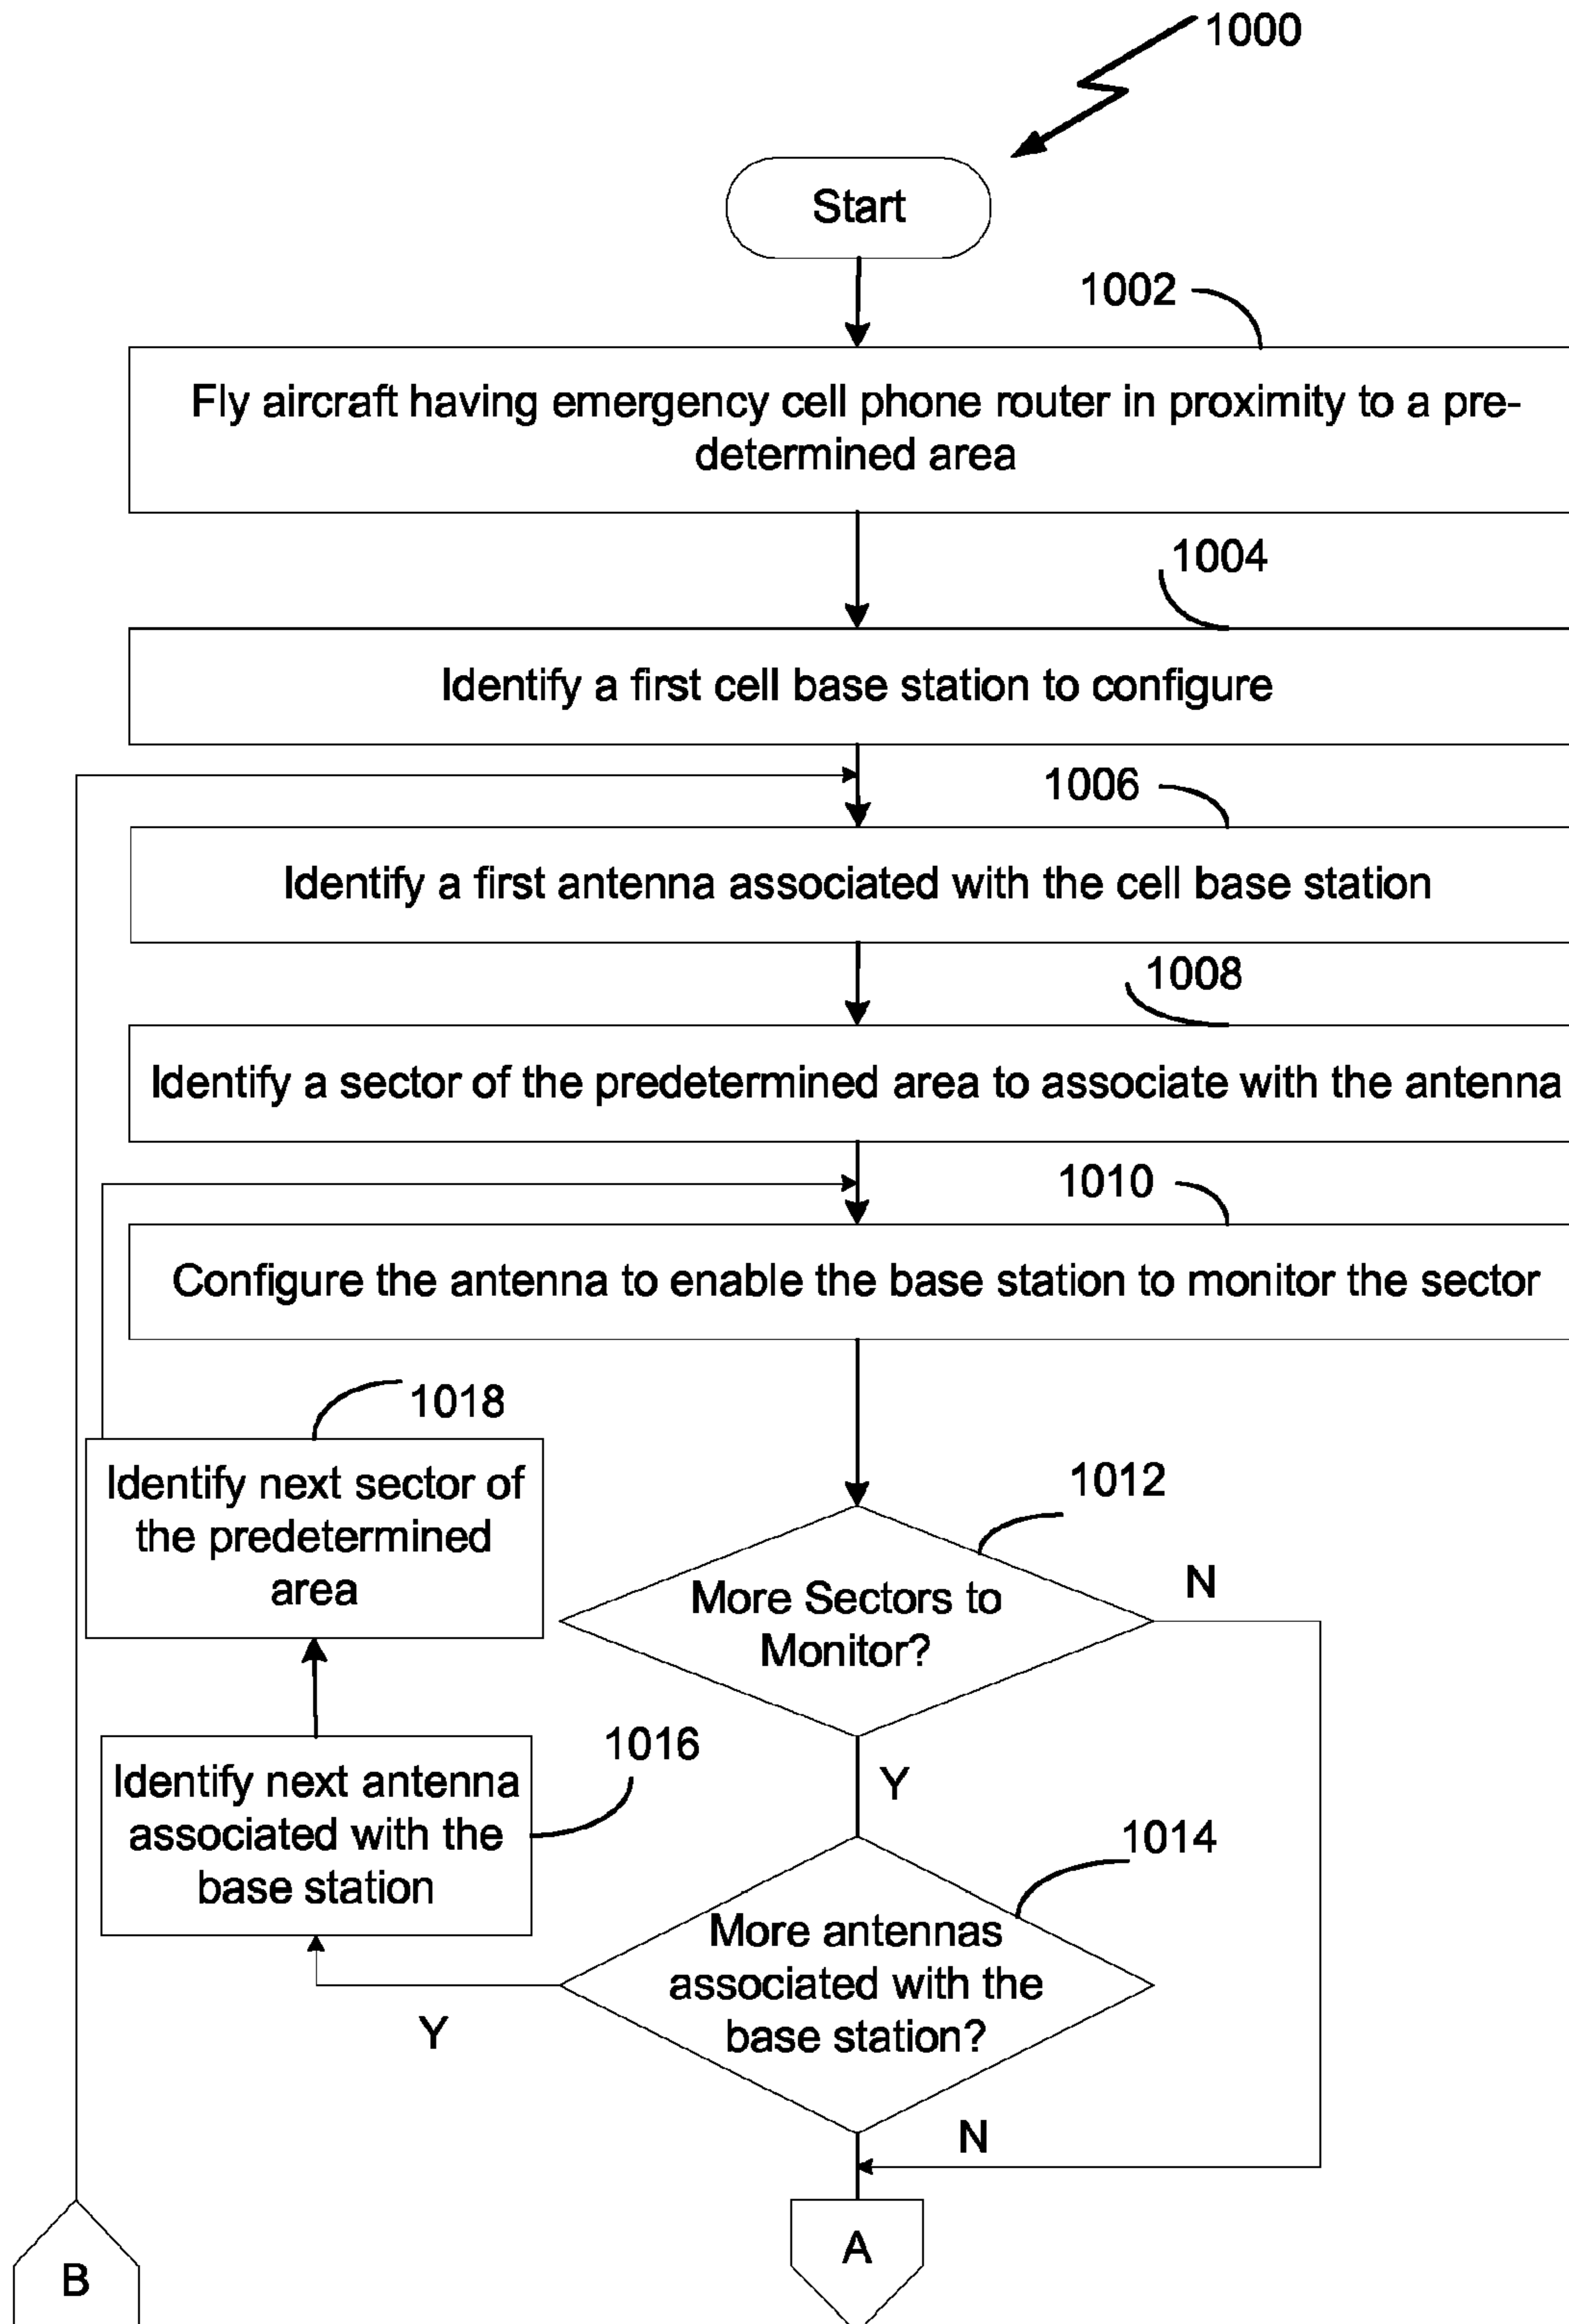 1000
Start
1002
Fly aircraft having emergency cell phone router in proximity to a pre-
determined area
1004
Identify a first cell base station to configure
1006
Identify a first antenna associated with the cell base station
1008
Identify a sector of the predetermined area to associate with the antenna
1010
Configure the antenna to enable the base station to monitor the sector
1018
Identify next sector of
the predetermined
area
1012
More Sectors to
Monitor?
N
Y
1016
Identify next antenna
associated with the
base station
1014
More antennas
associated with the
base station?
Y
N
A
B